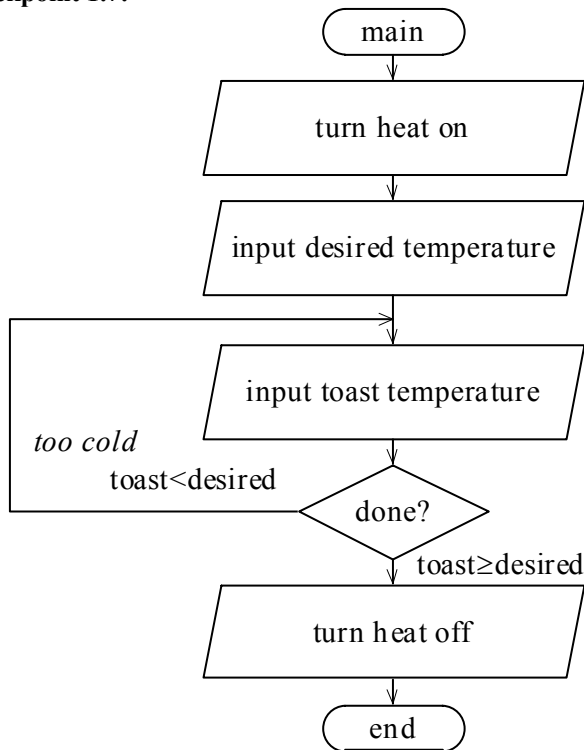 main
turn heat on
input desired temperature
input toast temperature
too cold
toast<desired
done?
toast≥desired
turn heat off
end